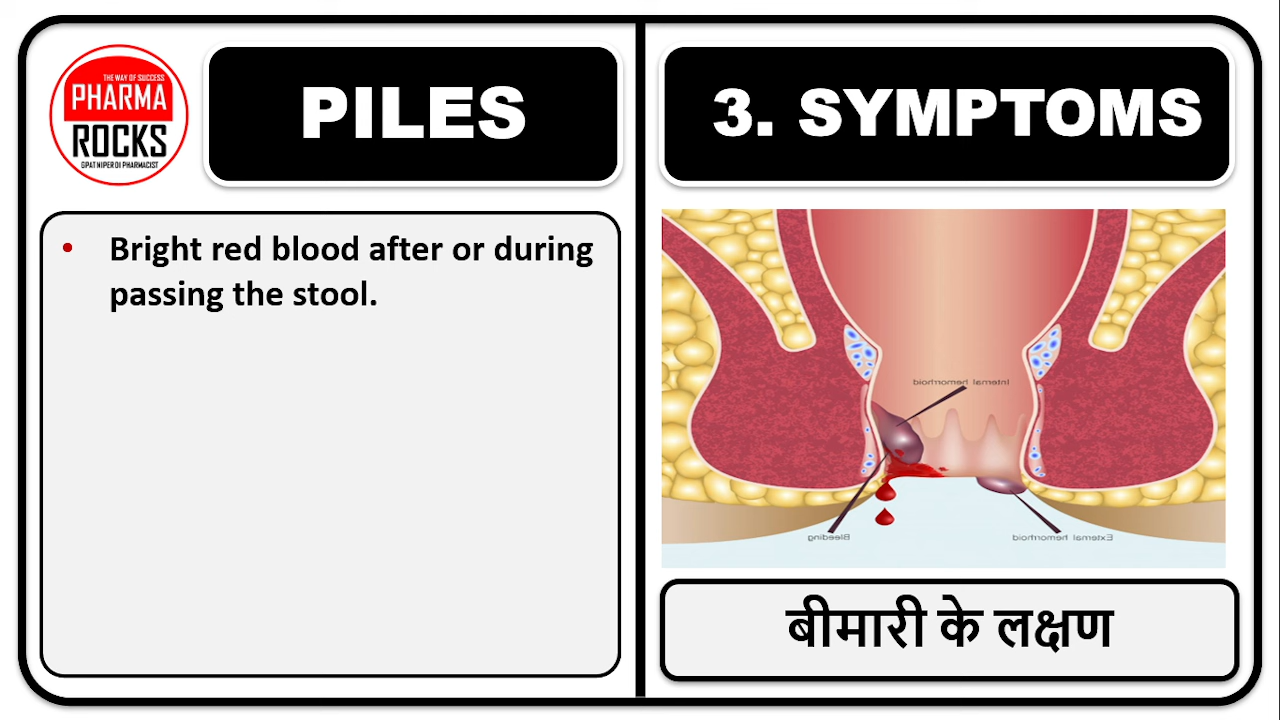 THE WAY OF SUCCESS
PHARMA
ROCKS
GPAT NIPER DI PHARMACIST
PILES
• Bright red blood after or during
passing the stool.
3. SYMPTOMS
Internal hemorrhoid
Bleeding
External hemorrhoid
बीमारी के लक्षण